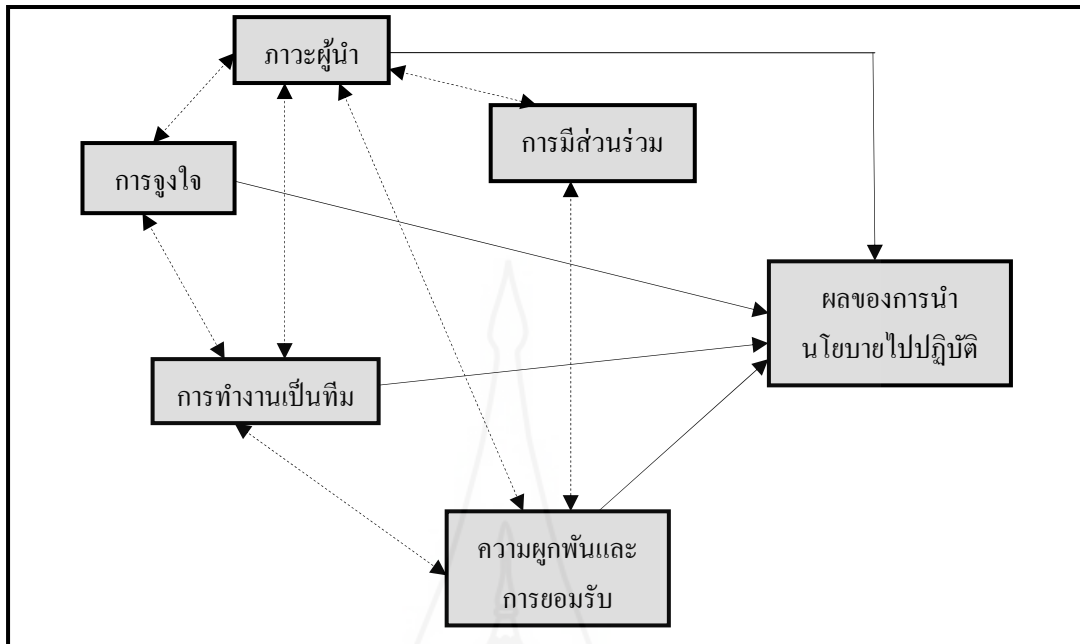 ภาวะผู้นำ
การมีส่วนร่วม
การจูงใจ
ผลของการนำ
นโยบายไปปฏิบัติ
การทำงานเป็นทีม
ความผูกพันและ
การยอมรับ